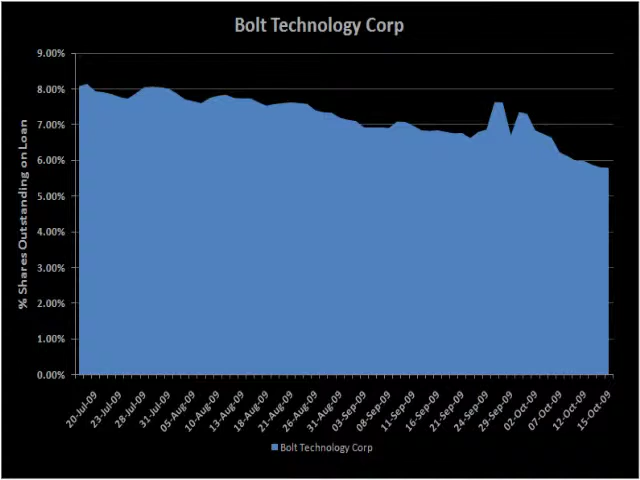 Bolt Technology Corp
9.00%
8.00%
7.00%
6.00%
5.00%
4.00%
3.00%
2.00%
1.00%
0.00%
% Shares Outstanding on Loan
20-Jul-09
23-Jul-09
28-Jul-09
31-Jul-09
05-Aug-09
10-Aug-09
13-Aug-09
18-Aug-09
21-Aug-09
26-Aug-09
31-Aug-09
03-Sep-09
08-Sep-09
11-Sep-09
16-Sep-09
21-Sep-09
24-Sep-09
29-Sep-09
02-Oct-09
07-Oct-09
12-Oct-09
15-Oct-09
Bolt Technology Corp